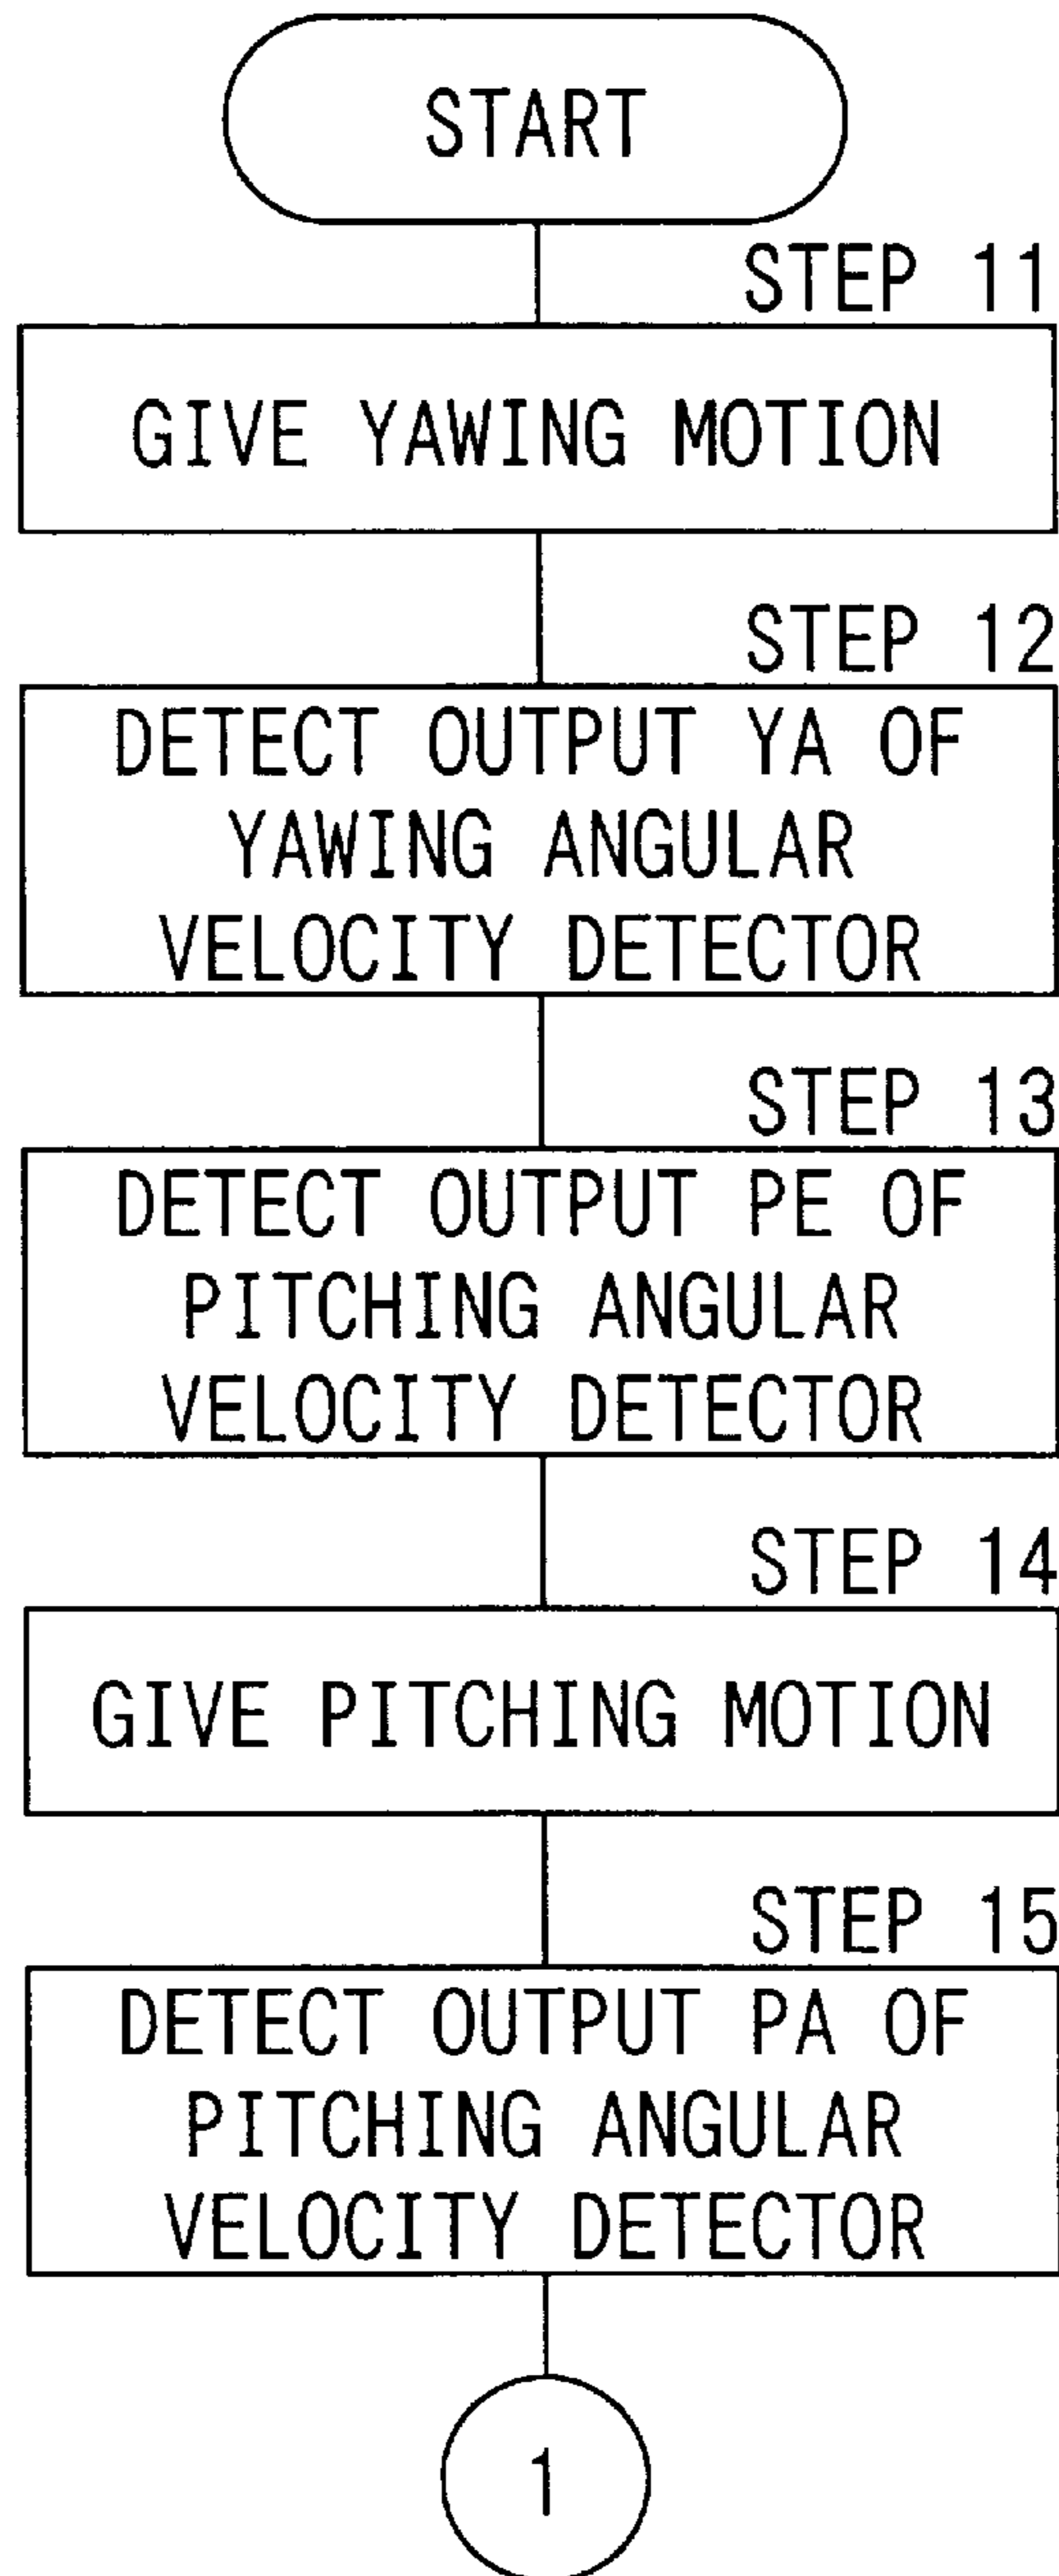 START
STEP 11
GIVE YAWING MOTION
STEP 12
DETECT OUTPUT YA OF
YAWING ANGULAR
VELOCITY DETECTOR
STEP 13
DETECT OUTPUT PE OF
PITCHING ANGULAR
VELOCITY DETECTOR
STEP 14
GIVE PITCHING MOTION
STEP 15
DETECT OUTPUT PA OF
PITCHING ANGULAR
VELOCITY DETECTOR
1